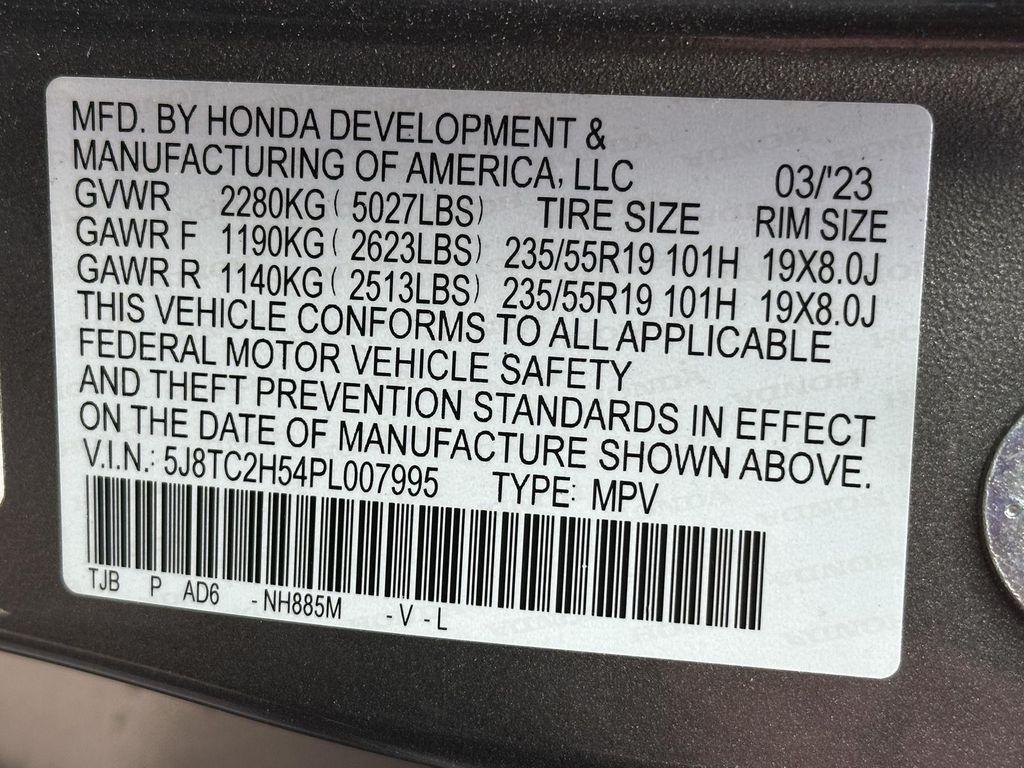 MFD. BY HONDA DEVELOPMENT &
MANUFACTURING OF AMERICA, LLC 03/'23
GVWR 2280KG ( 5027LBS) TIRE SIZE RIM SIZE
GAWR F 1190KG ( 2623LBS) 235/55R19 101H 19X8.0J
GAWR R 1140KG ( 2513LBS) 235/55R19 101H 19X8.0J
THIS VEHICLE CONFORMS TO ALL APPLICABLE
FEDERAL MOTOR VEHICLE SAFETY
AND THEFT PREVENTION STANDARDS IN EFFECT
ON THE DATE OF MANUFACTURE SHOWN ABOVE.
V.I.N.: 5J8TC2H54PL007995 TYPE: MPV
TJB P AD6 -NH885M -V-L